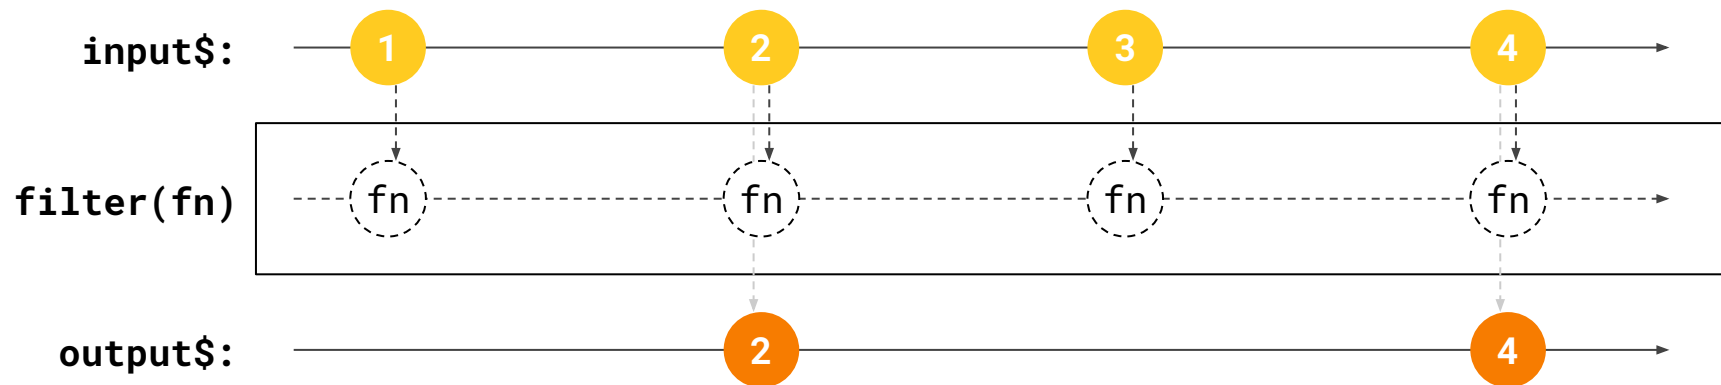 input$: 1 2 3 4
filter(fn) fn fn fn fn
output$: 2 4